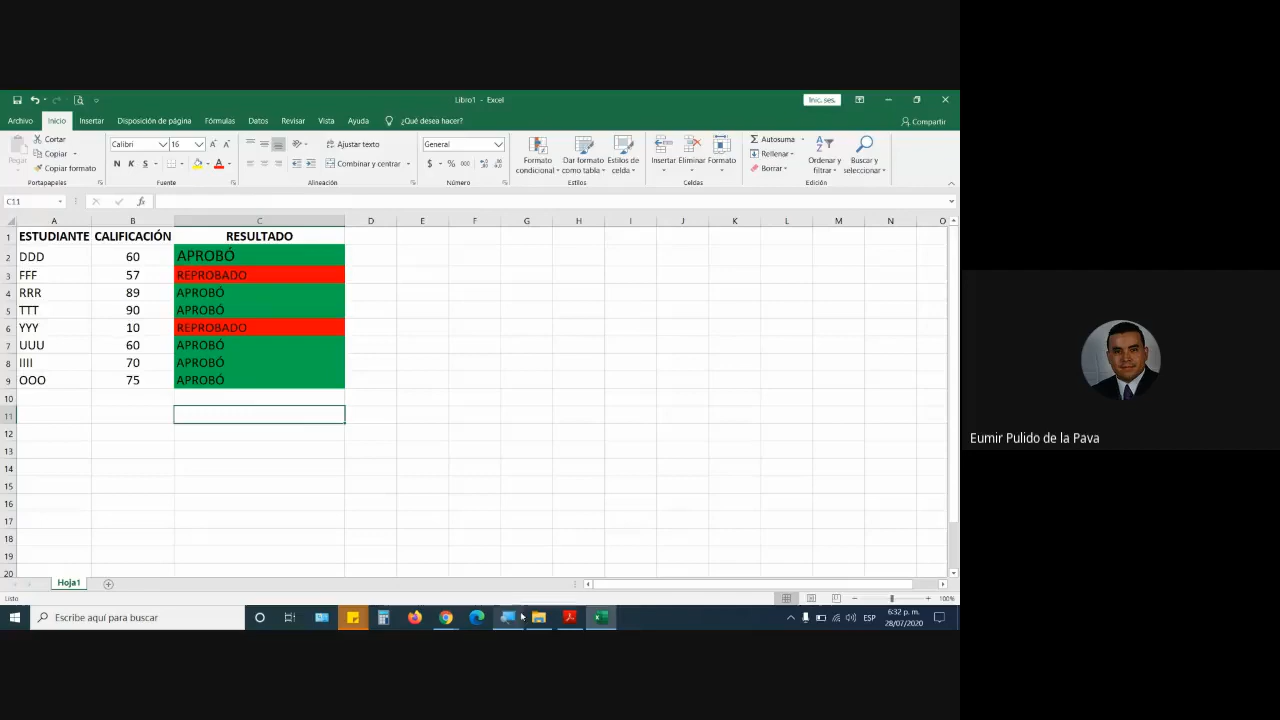 Libro1 - Excel
Inic. ses.
Archivo Inicio Insertar Disposición de página Fórmulas Datos Revisar Vista Ayuda ¿Qué desea hacer? Compartir
Pegar Cortar Copiar Copiar formato Portapapeles
Calibri 16 N K S Fuente
Ajustar texto Combinar y centrar Alineación
General $ % 000 Número
Formato condicional Dar formato como tabla Estilos de celda Estilos
Insertar Eliminar Formato Celdas
Autosuma Rellenar Borrar Ordenar y filtrar Buscar y seleccionar Edición
C11 fx
A B C D E F G H I J K L M N O
1 ESTUDIANTE CALIFICACIÓN RESULTADO
2 DDD 60 APROBÓ
3 FFF 57 REPROBADO
4 RRR 89 APROBÓ
5 TTT 90 APROBÓ
6 YYY 10 REPROBADO
7 UUU 60 APROBÓ
8 IIII 70 APROBÓ
9 OOO 75 APROBÓ
10
11
12
13
14
15
16
17
18
19
20
Hoja1
Listo 100%
Escribe aquí para buscar ESP 6:32 p. m.
28/07/2020
Eumir Pulido de la Pava